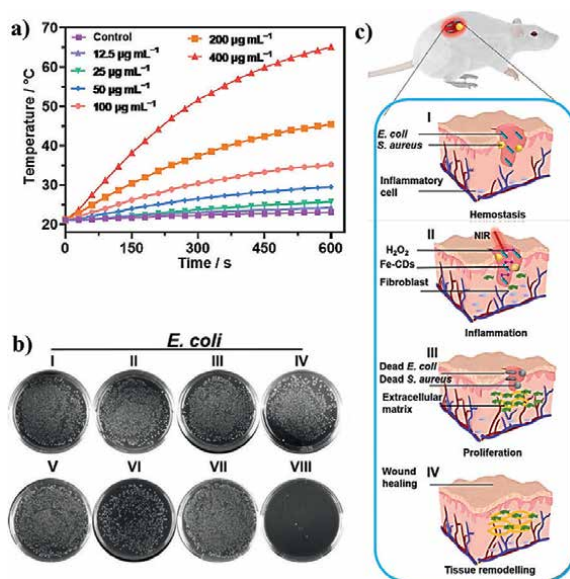 a)
Control
12.5 µg mL⁻¹
25 µg mL⁻¹
50 µg mL⁻¹
100 µg mL⁻¹
200 µg mL⁻¹
400 µg mL⁻¹
Temperature / °C
70
60
50
40
30
20
0
150
300
450
600
Time / s
b)
E. coli
I
II
III
IV
V
VI
VII
VIII
c)
I
E. coli
S. aureus
Inflammatory
cell
Hemostasis
II
NIR
H₂O₂
Fe-CDs
Fibroblast
Inflammation
III
Dead E. coli
Dead S. aureus
Extracellular
matrix
Proliferation
IV
Wound
healing
Tissue remodelling